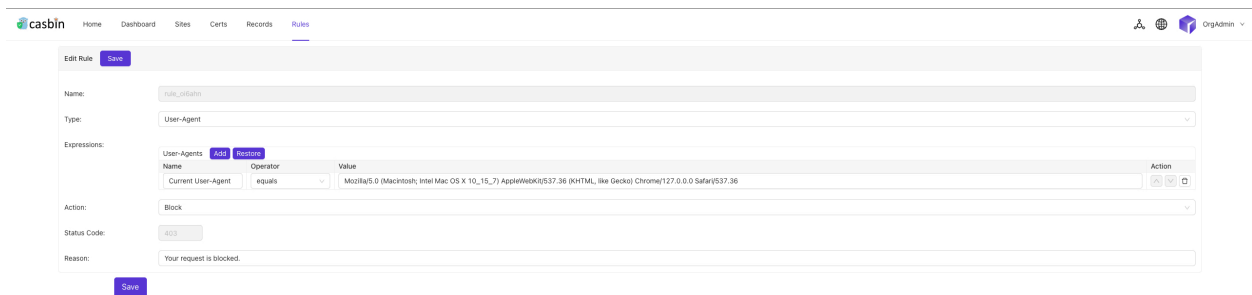 casbin Home Dashboard Sites Certs Records Rules OrgAdmin
Edit Rule Save
Name:
Type: User-Agent
Expressions:
User-Agents Add Restore
Name Operator Value Action
Current User-Agent equals Mozilla/5.0 (Macintosh; Intel Mac OS X 10_15_7) AppleWebKit/537.36 (KHTML, like Gecko) Chrome/127.0.0.0 Safari/537.36
Action: Block
Status Code: 403
Reason: Your request is blocked.
Save